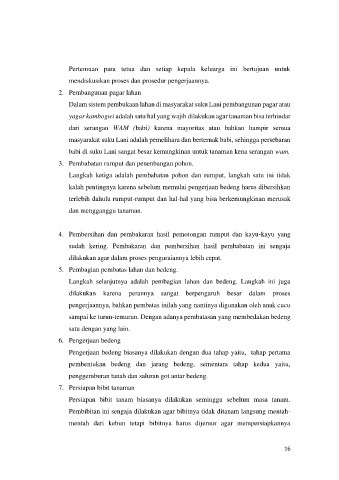 Pertemuan para tetua dan setiap kepala keluarga ini bertujuan untuk
mendiskusikan proses dan prosedur pengerjaannya.
2. Pembangunan pagar lahan
Dalam sistem pembukaan lahan di masyarakat suku Lani pembangunan pagar atau
yagar kambagwi adalah satu hal yang wajib dilakukan agar tanaman bisa terhindar
dari serangan WAM (babi) karena mayoritas atau bahkan hampir semua
masyarakat suku Lani adalah pemelihara dan berternak babi, sehingga persebaran
babi di suku Lani sangat besar kemungkinan untuk tanaman kena serangan wam.
3. Pembabatan rumput dan penenbangan pohon.
Langkah ketiga adalah pembabatan pohon dan rumput, langkah satu ini tidak
kalah pentingnya karena sebelum memulai pengerjaan bedeng harus dibersihkan
terlebih dahulu rumput-rumput dan hal-hal yang bisa berkemungkinan merusak
dan mengganggu tanaman.
4. Pembersihan dan pembakaran hasil pemotongan rumput dan kayu-kayu yang
sudah kering. Pembakaran dan pembersihan hasil pembabatan ini sengaja
dilakukan agar dalam proses penguraiannya lebih cepat.
5. Pembagian pembatas lahan dan bedeng.
Langkah selanjutnya adalah pembagian lahan dan bedeng. Langkah ini juga
dilakukan karena perannya sangat berpengaruh besar dalam proses
pengerjaannya, bahkan pembatas inilah yang nantinya digunakan oleh anak cucu
sampai ke turun-temurun. Dengan adanya pembatasan yang membedakan bedeng
satu dengan yang lain.
6. Pengerjaan bedeng
Pengerjaan bedeng biasanya dilakukan dengan dua tahap yaitu, tahap pertama
pembentukan bedeng dan jarang bedeng, sementara tahap kedua yaitu,
penggemburan tanah dan saluran got antar bedeng.
7. Persiapan bibit tanaman
Persiapan bibit tanam biasanya dilakukan seminggu sebelum masa tanam.
Pembibitan ini sengaja dilakukan agar bibitnya tidak ditanam langsung mentah-
mentah dari kebun tetapi bibitnya harus dijemur agar mempersiapkannya
16